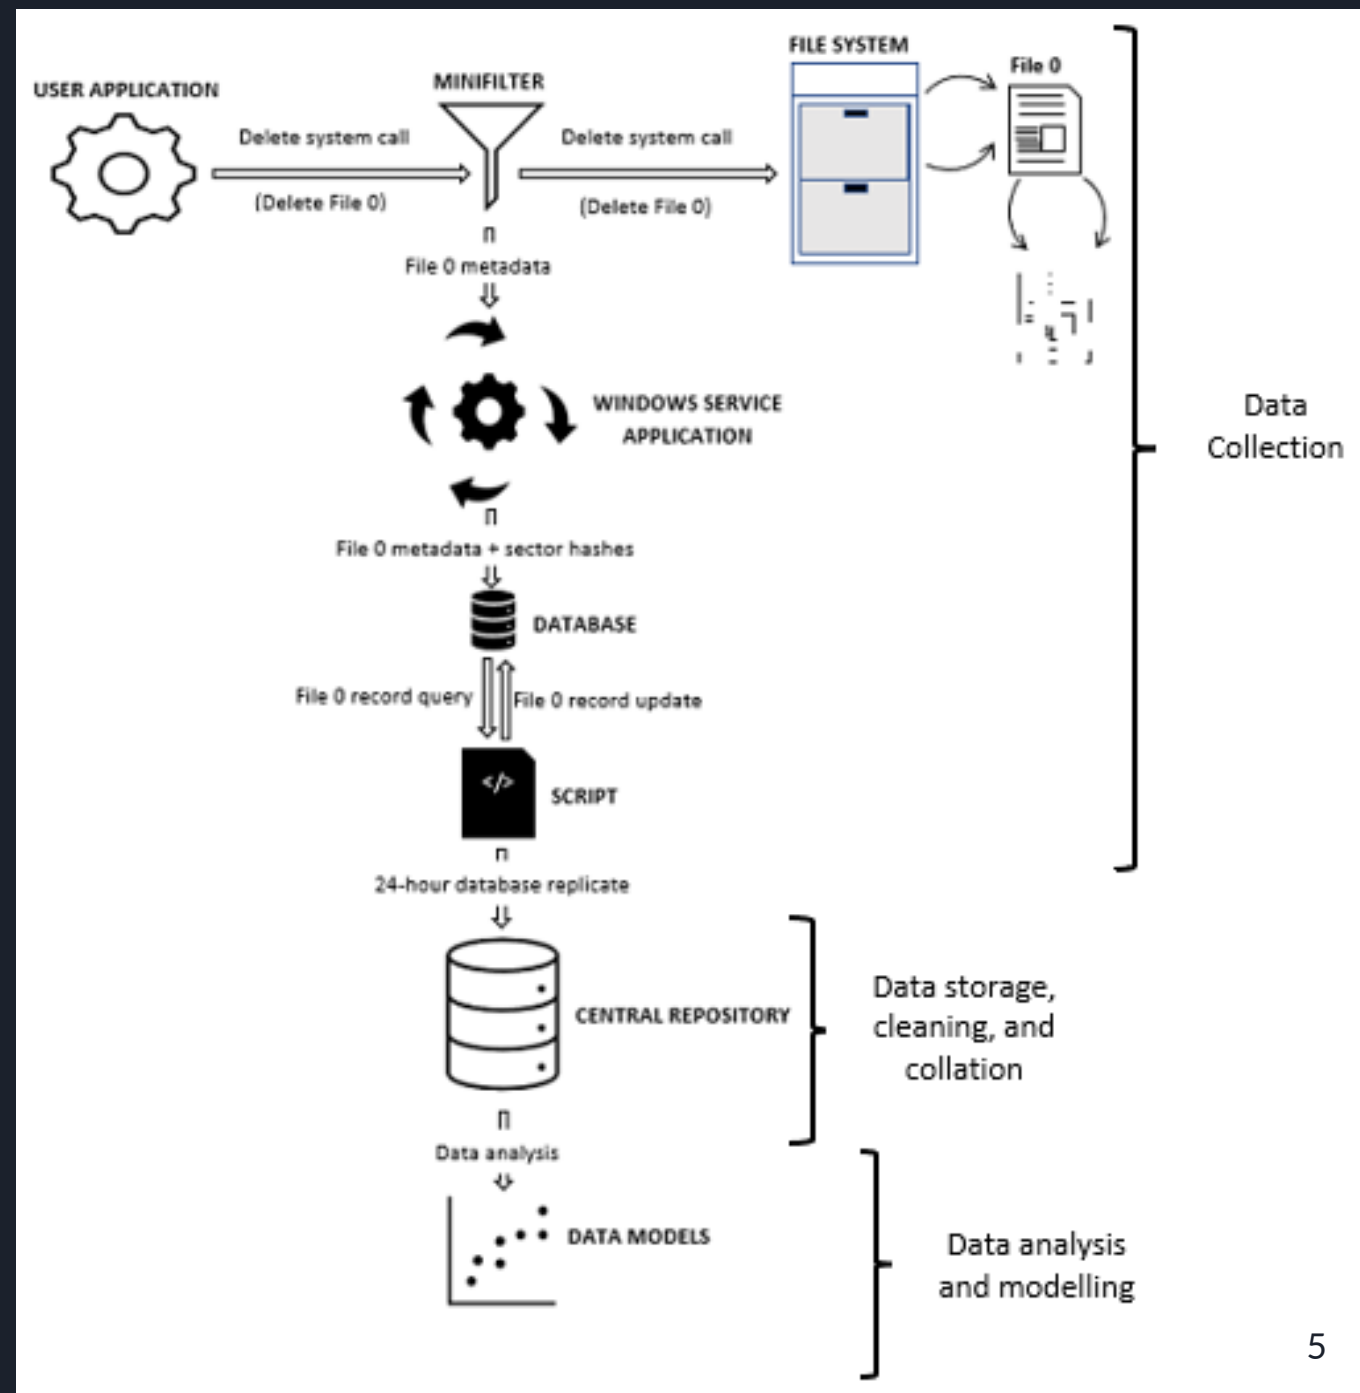 FILE SYSTEM
File 0
USER APPLICATION
MINIFILTER
Delete system call
(Delete File 0)
Delete system call
(Delete File 0)
File 0 metadata
WINDOWS SERVICE
APPLICATION
Data
Collection
File 0 metadata + sector hashes
DATABASE
File 0 record query
File 0 record update
</>
SCRIPT
24-hour database replicate
CENTRAL REPOSITORY
Data storage,
cleaning, and
collation
Data analysis
DATA MODELS
Data analysis
and modelling
5